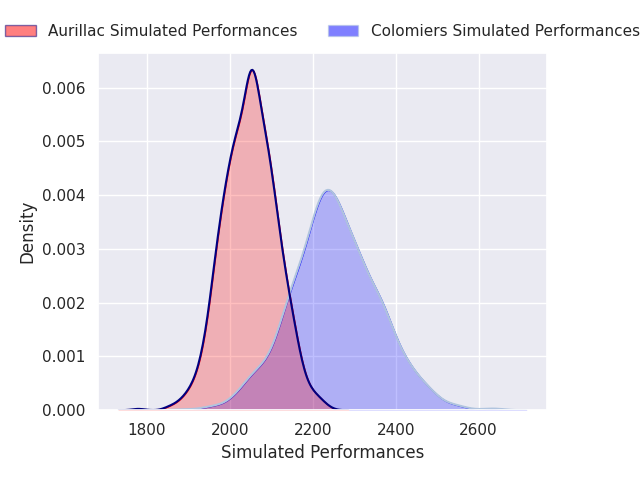 Aurillac Simulated Performances Colomiers Simulated Performances
0.006
0.005
0.004
0.003
0.002
0.001
0.000
Density
1800 2000 2200 2400 2600
Simulated Performances